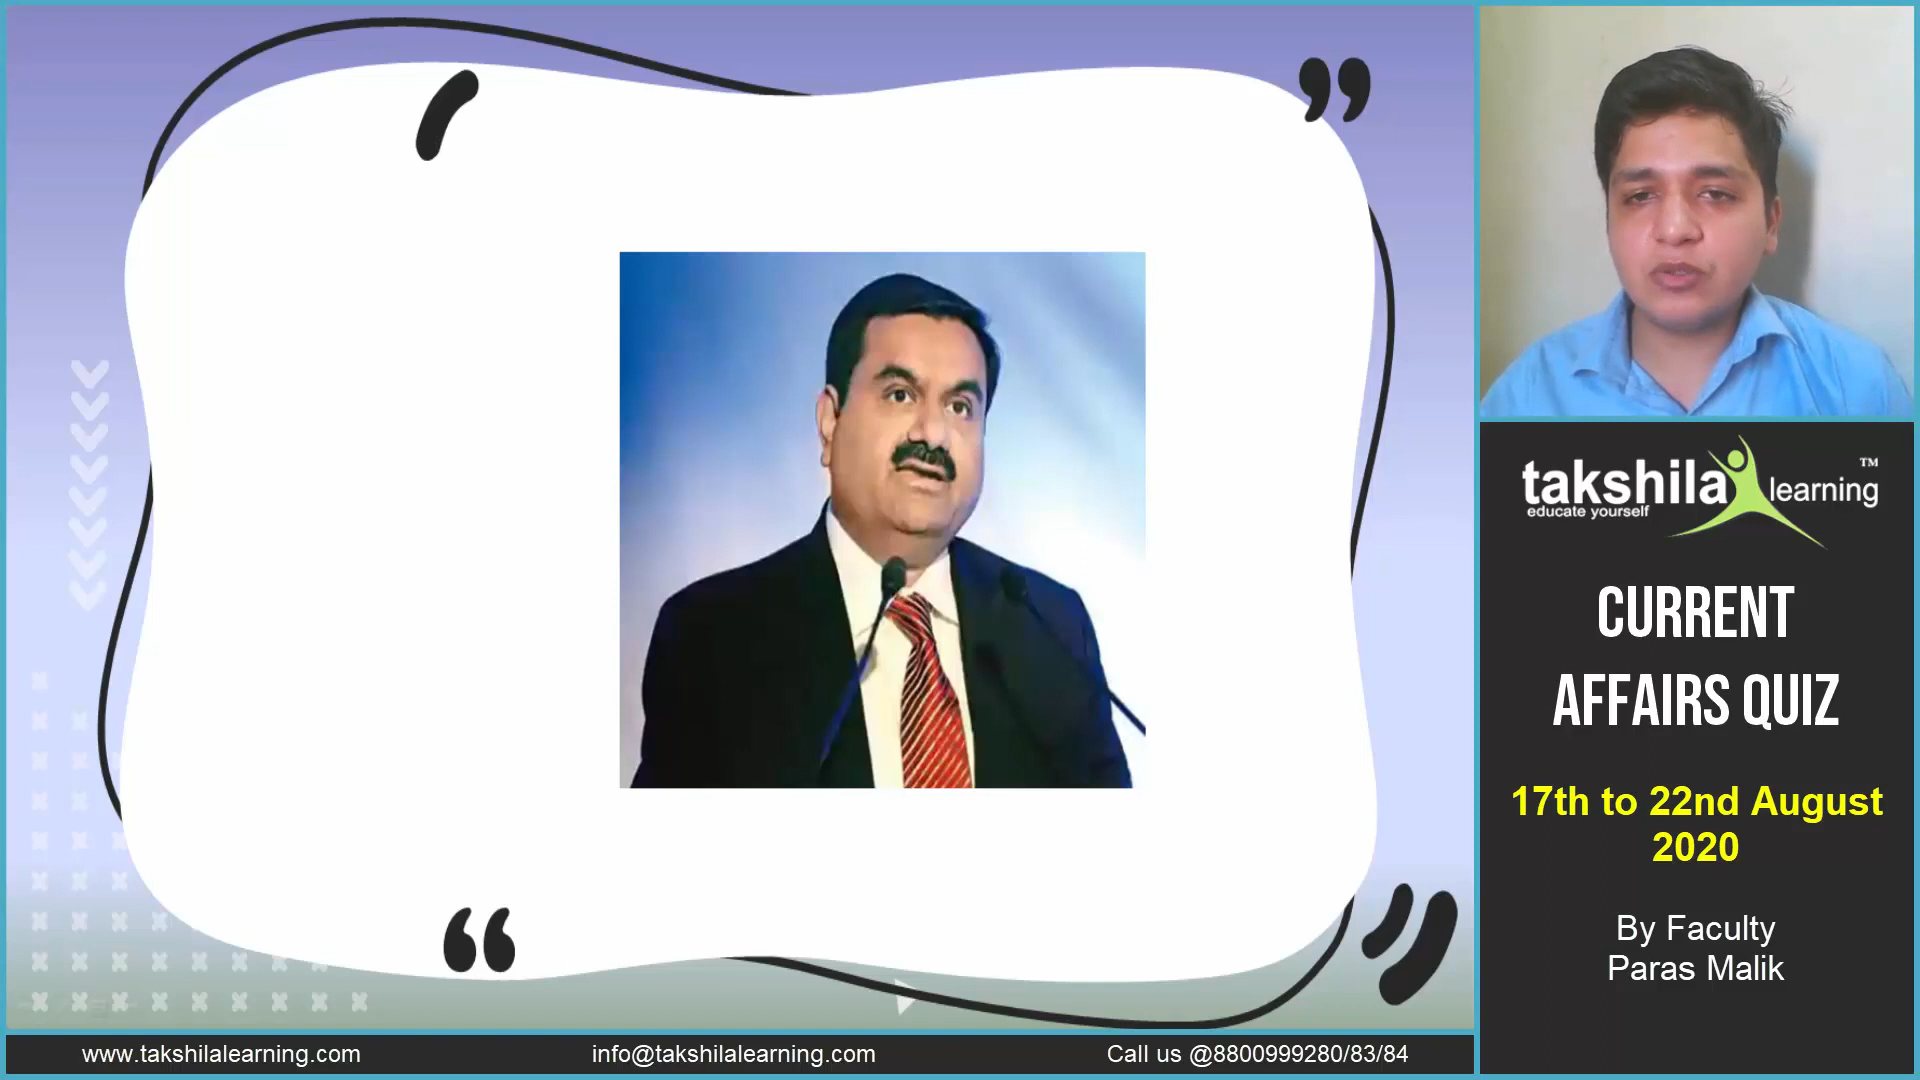 takshila learning TM
educate yourself
CURRENT
AFFAIRS QUIZ
17th to 22nd August
2020
By Faculty
Paras Malik
www.takshilalearning.com
info@takshilalearning.com
Call us @8800999280/83/84